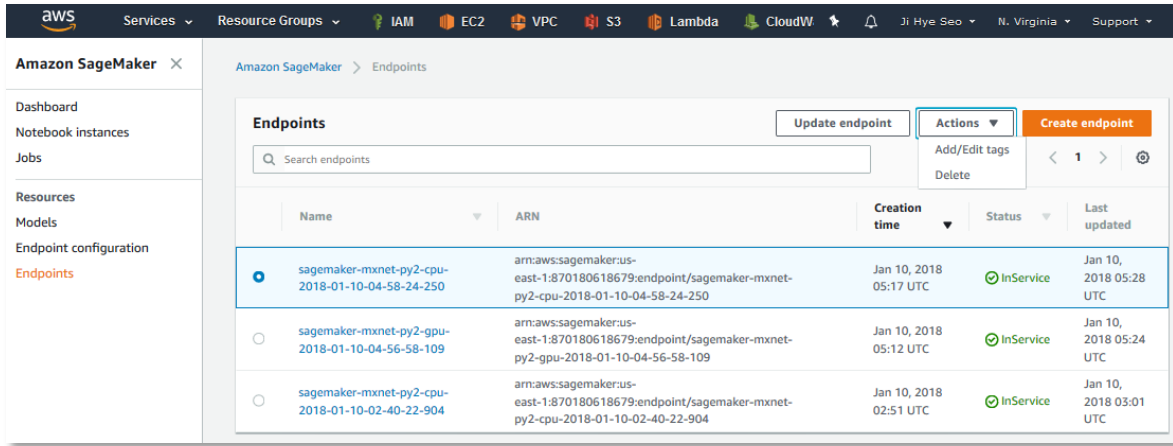 aws
Services Resource Groups IAM EC2 VPC S3 Lambda CloudW Ji Hye Seo N. Virginia Support
Amazon SageMaker
Dashboard
Notebook instances
Jobs
Resources
Models
Endpoint configuration
Endpoints
Amazon SageMaker > Endpoints
Endpoints
Update endpoint
Actions
Create endpoint
Search endpoints
Add/Edit tags
Delete
1
Name
ARN
Creation
time
Status
Last
updated
sagemaker-mxnet-py2-cpu-
2018-01-10-04-58-24-250
arn:aws:sagemaker:us-
east-1:870180618679:endpoint/sagemaker-mxnet-
py2-cpu-2018-01-10-04-58-24-250
Jan 10, 2018
05:17 UTC
InService
Jan 10,
2018 05:28
UTC
sagemaker-mxnet-py2-gpu-
2018-01-10-04-56-58-109
arn:aws:sagemaker:us-
east-1:870180618679:endpoint/sagemaker-mxnet-
py2-gpu-2018-01-10-04-56-58-109
Jan 10, 2018
05:12 UTC
InService
Jan 10,
2018 05:24
UTC
sagemaker-mxnet-py2-cpu-
2018-01-10-02-40-22-904
arn:aws:sagemaker:us-
east-1:870180618679:endpoint/sagemaker-mxnet-
py2-cpu-2018-01-10-02-40-22-904
Jan 10, 2018
02:51 UTC
InService
Jan 10,
2018 03:01
UTC